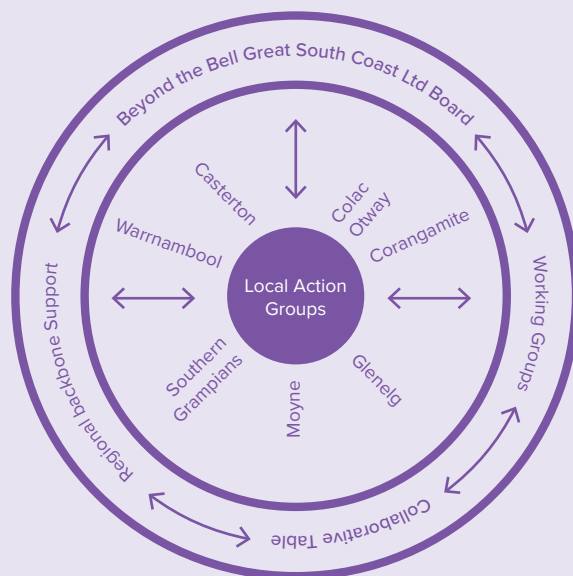 Beyond the Bell Great South Coast Ltd Board
Casterton
Colac
Otway
Warrnambool
Corangamite
Local Action
Groups
Regional backbone Support
Working Groups
Southern
Grampians
Glenelg
Moyne
Collaborative Table